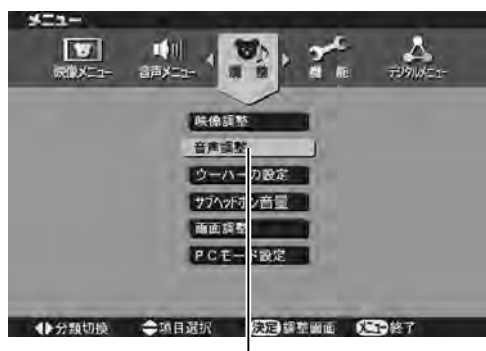 メニュー
映像メニュー 音声メニュー 調整 機能 デジタルメニュー
映像調整
音声調整
ウーハーの設定
サブヘッドホン音量
画面調整
PCモード設定
分類切換 項目選択 決定 調整画面 メニュー 終了